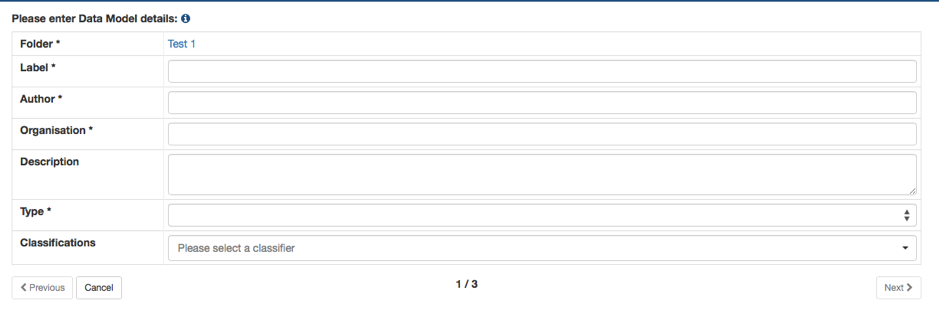 Please enter Data Model details:
Folder * Test 1
Label *
Author *
Organisation *
Description
Type *
Classifications Please select a classifier
Previous Cancel 1 / 3 Next